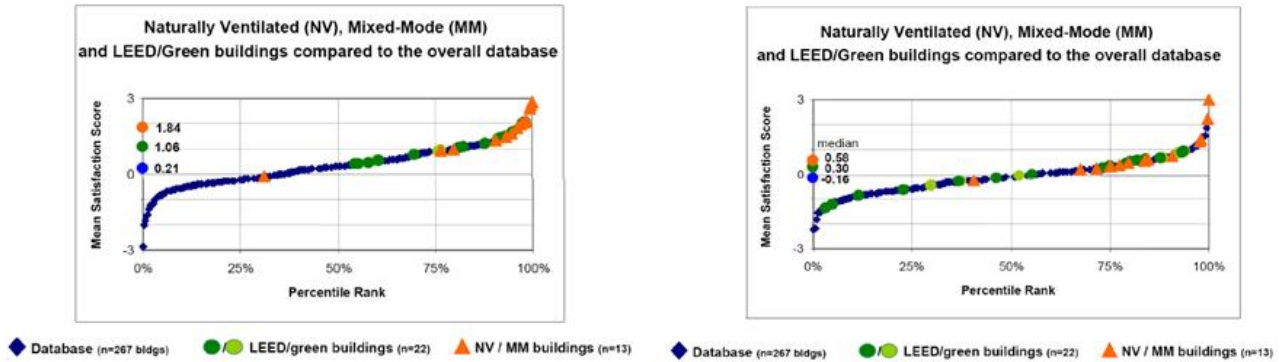 Naturally Ventilated (NV), Mixed-Mode (MM)
and LEED/Green buildings compared to the overall database
Mean Satisfaction Score
3
0
-3
1.84
1.06
0.21
0%
25%
50%
75%
100%
Percentile Rank
Database (n=267 bldgs)
/
LEED/green buildings (n=22)
NV / MM buildings (n=13)
Naturally Ventilated (NV), Mixed-Mode (MM)
and LEED/Green buildings compared to the overall database
Mean Satisfaction Score
3
0
-3
median
0.58
0.30
-0.16
0%
25%
50%
75%
100%
Percentile Rank
Database (n=267 bldgs)
/
LEED/green buildings (n=22)
NV / MM buildings (n=13)